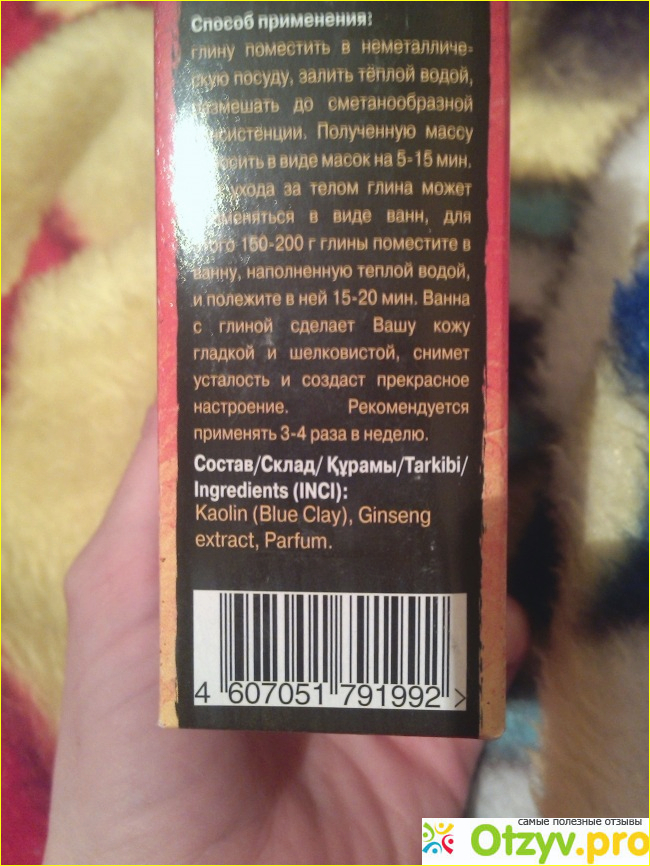 Способ применения:
глину поместить в неметалличе-
скую посуду, залить тёплой водой,
размешать до сметанообразной
Полученную массу
в виде масок на 5-15 мин.
ухода за телом глина может
в виде ванн, для
этого 150-200 г глины поместите в
ванну, наполненную теплой водой,
и полежите в ней 15-20 мин. Ванна
с глиной сделает Вашу кожу
гладкой и шелковистой, снимет
усталость и создаст прекрасное
настроение. Рекомендуется
применять 3-4 раза в неделю.
Состав/Склад/ Құрамы/Tarkibi/
Ingredients (INCI):
Kaolin (Blue Clay), Ginseng
extract, Parfum.
4 607051 791992 >
самые полезные отзывы
Otzyv.pro